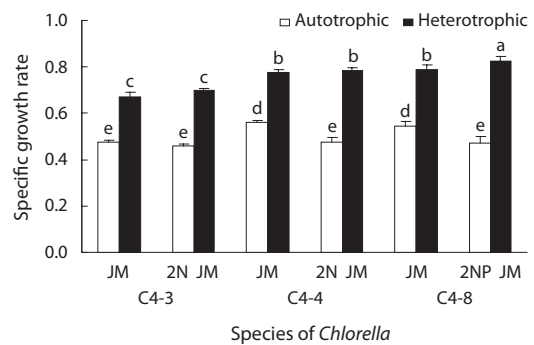 Autotrophic Heterotrophic
Specific growth rate
1.0
0.8
0.6
0.4
0.2
0.0
e c e c d b e b d b e a
JM 2N JM JM 2N JM JM 2NP JM
C4-3 C4-4 C4-8
Species of Chlorella